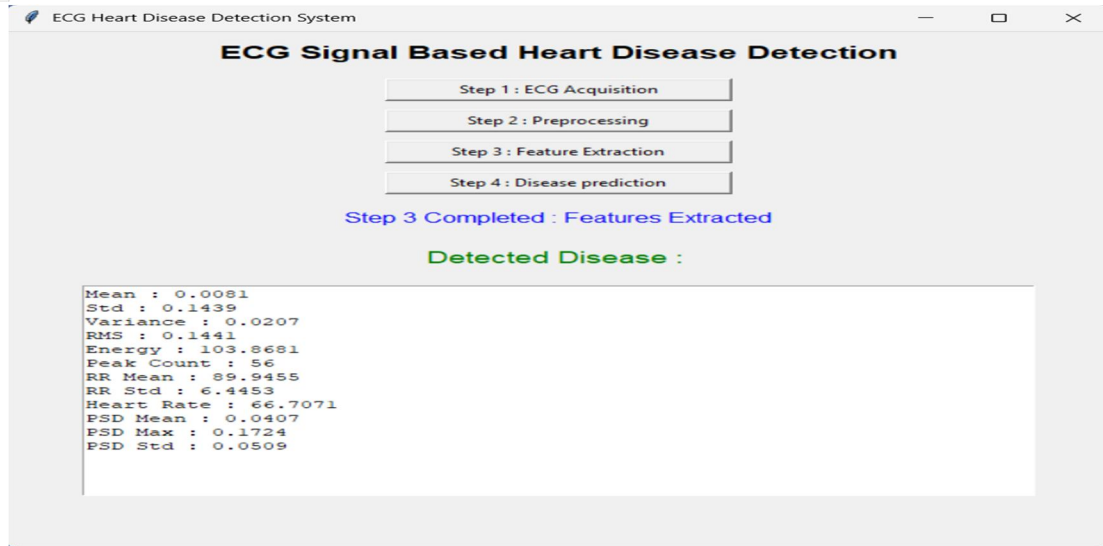 ECG Heart Disease Detection System
ECG Signal Based Heart Disease Detection
Step 1 : ECG Acquisition
Step 2 : Preprocessing
Step 3 : Feature Extraction
Step 4 : Disease prediction
Step 3 Completed : Features Extracted
Detected Disease :
Mean : 0.0081
Std : 0.1439
Variance : 0.0207
RMS : 0.1441
Energy : 103.8681
Peak Count : 56
RR Mean : 89.9455
RR Std : 6.4453
Heart Rate : 66.7071
PSD Mean : 0.0407
PSD Max : 0.1724
PSD Std : 0.0509